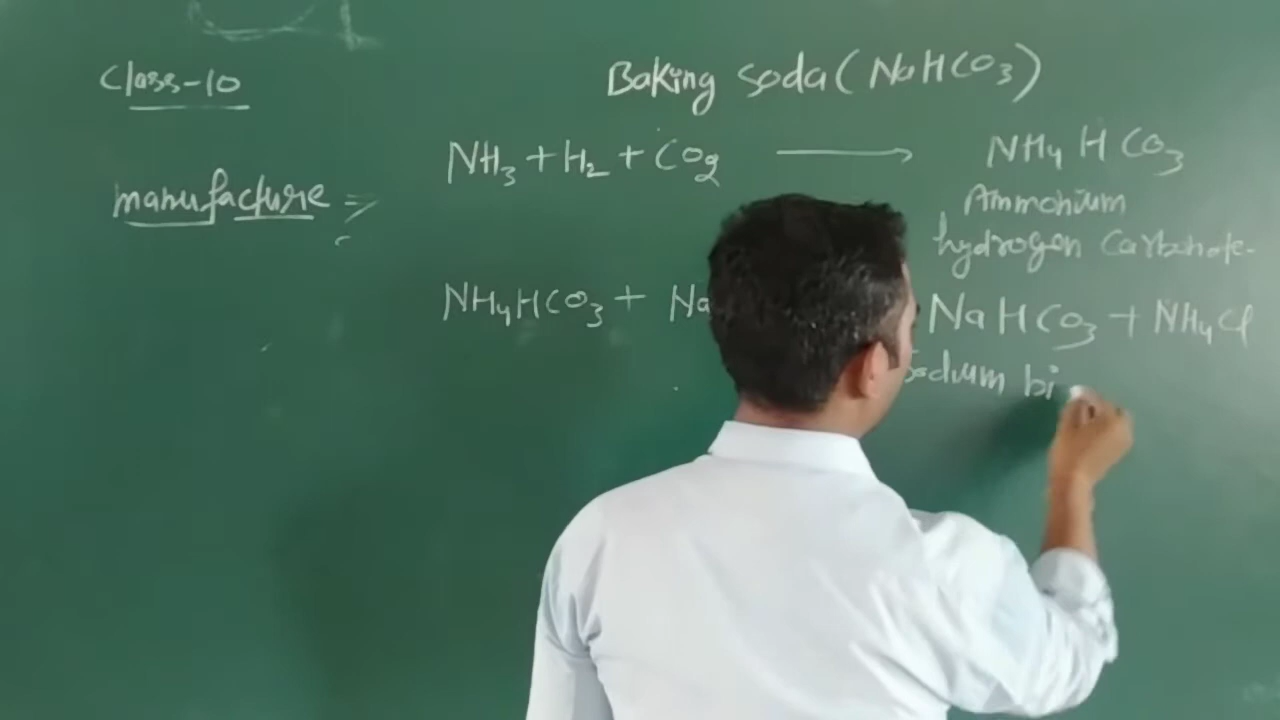 Class-10
Baking soda (NaHCO3)
NH3 + H2 + CO2 ⟶ NH4HCO3
manufacture ⇒
Ammonium
hydrogen Carbonate-
NH4HCO3 + Na NaHCO3 + NH4Cl
Sodium bi